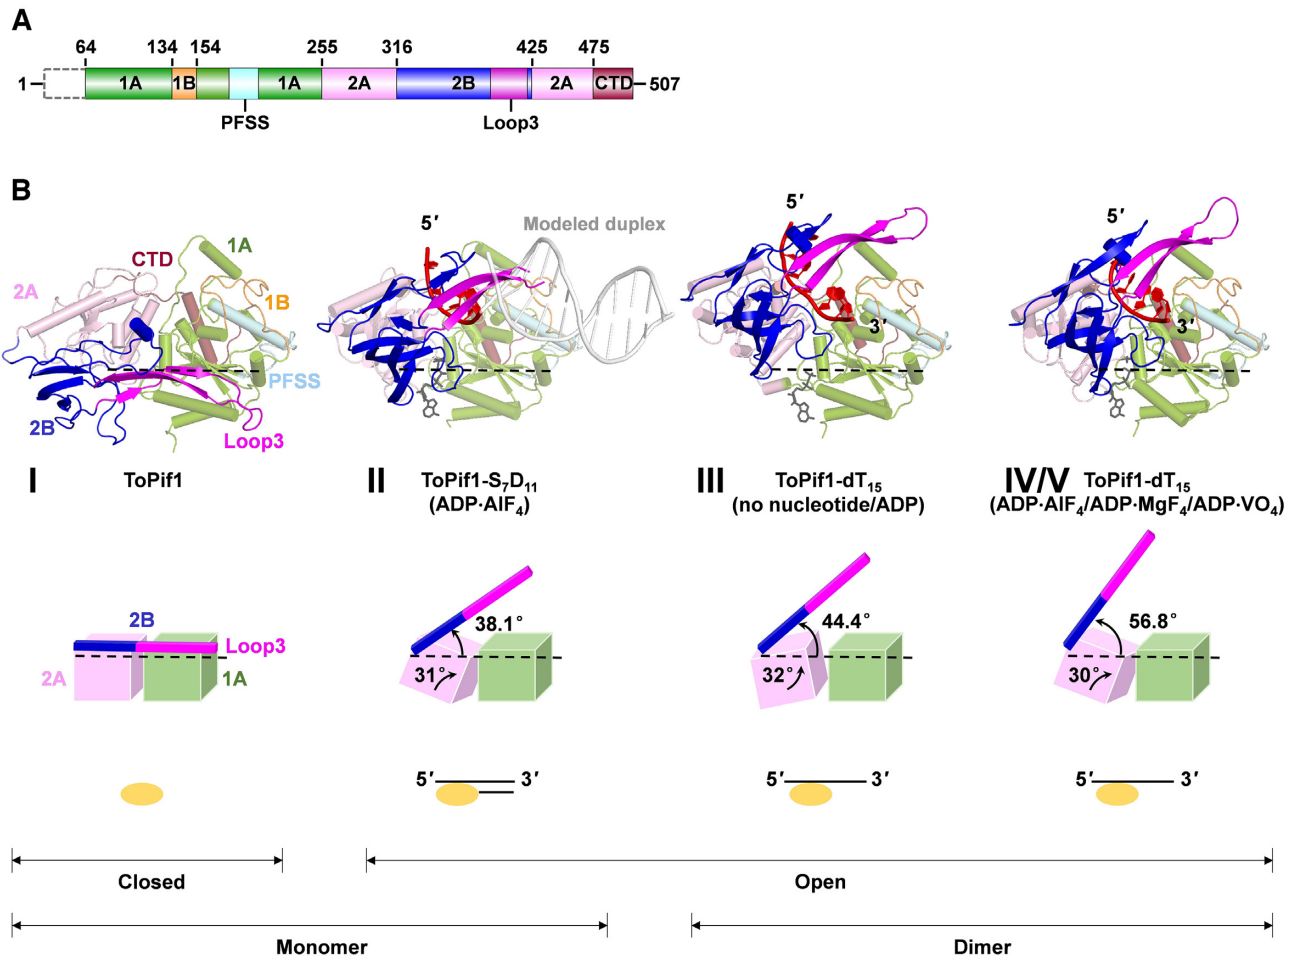 A
64 134 154 255 316 425 475
1 1A 1B 1A 2A 2B 2A CTD 507
PFSS Loop3
B
5′ Modeled duplex 5′ 5′
1A
CTD
2A
1B
3′ 3′
PFSS
2B
Loop3
I ToPif1
II ToPif1-S₇D₁₁
(ADP·AlF₄)
III ToPif1-dT₁₅
(no nucleotide/ADP)
IV/V ToPif1-dT₁₅
(ADP·AlF₄/ADP·MgF₄/ADP·VO₄)
2B
Loop3
2A 1A
38.1°
31°
44.4°
32°
56.8°
30°
5′ 3′ 5′ 3′ 5′ 3′
Closed Open
Monomer Dimer